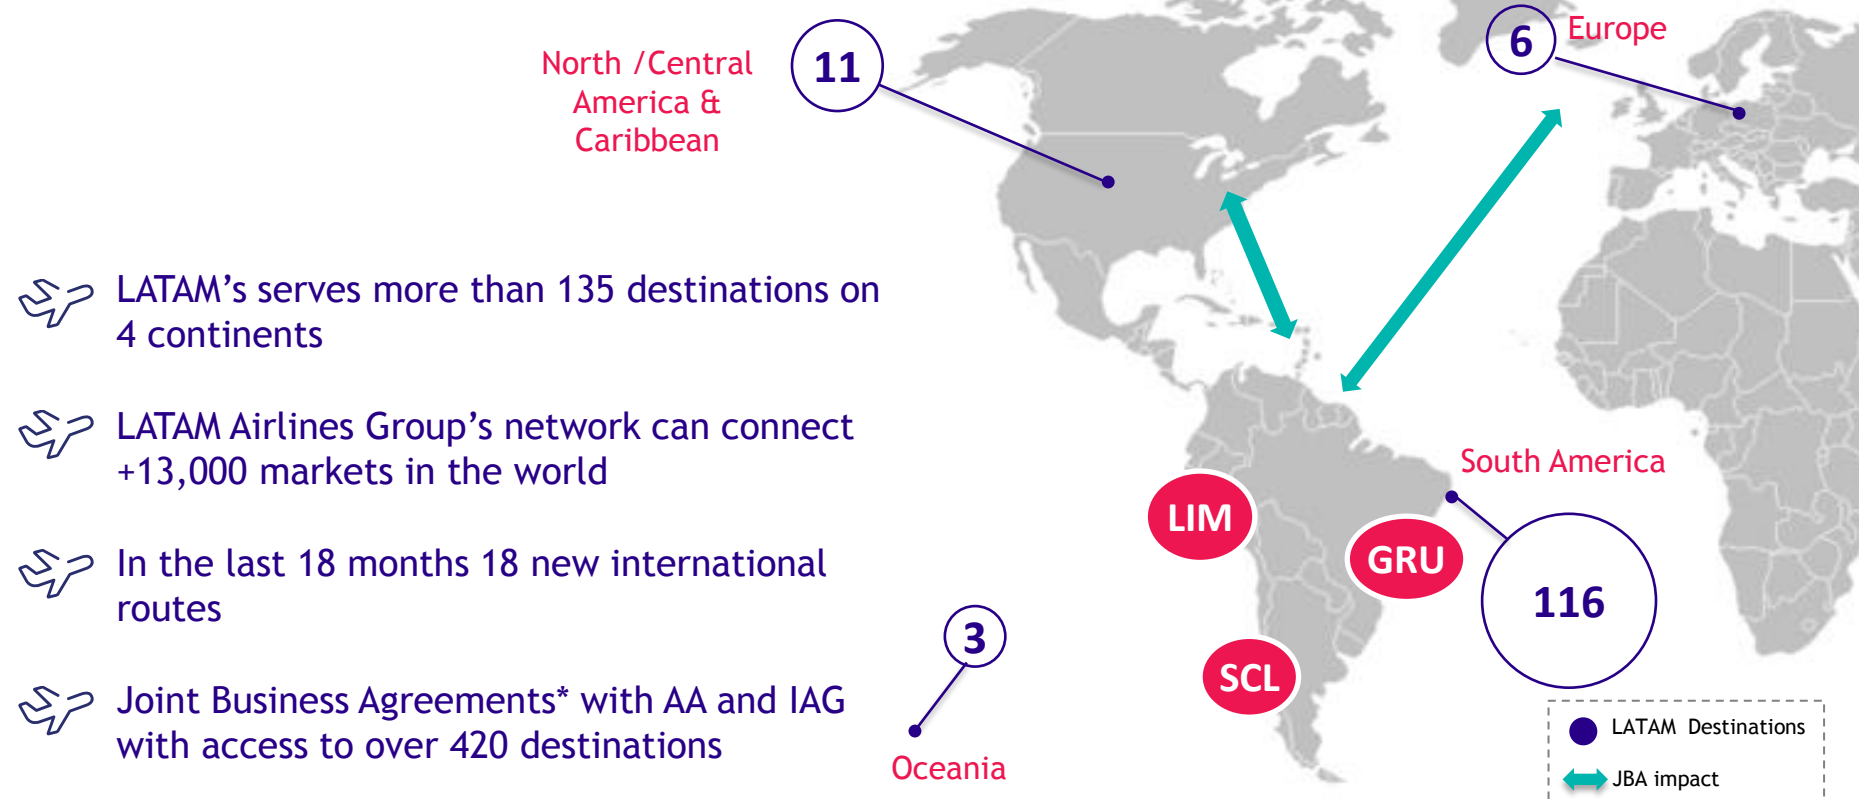 North /Central
America &
Caribbean
11
6
Europe
LATAM’s serves more than 135 destinations on
4 continents
LATAM Airlines Group’s network can connect
+13,000 markets in the world
In the last 18 months 18 new international
routes
Joint Business Agreements* with AA and IAG
with access to over 420 destinations
3
Oceania
LIM
GRU
SCL
South America
116
LATAM Destinations
JBA impact